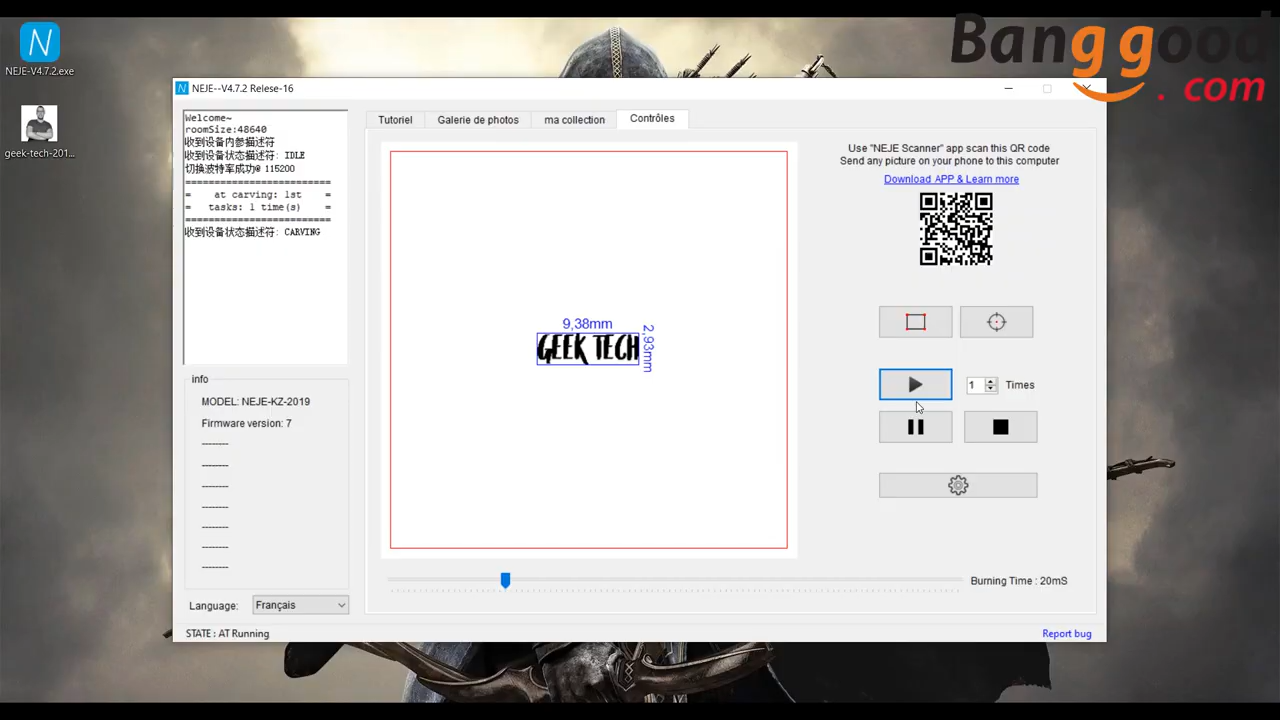 Banggood
.com
NEJE-V4.7.2.exe
geek-tech-201...
NEJE--V4.7.2 Relese-16
Welcome~
roomSize:48640
收到设备内参描述符
收到设备状态描述符: IDLE
切换波特率成功@ 115200
=========================
= at carving: 1st =
= tasks: 1 time(s) =
=========================
收到设备状态描述符: CARVING
info
MODEL: NEJE-KZ-2019
Firmware version: 7
--------
--------
--------
--------
--------
--------
--------
Language: Français
STATE : AT Running
Tutoriel Galerie de photos ma collection Contrôles
9,38mm
2,93mm
GEEK TECH
Use "NEJE Scanner" app scan this QR code
Send any picture on your phone to this computer
Download APP & Learn more
1 Times
Burning Time : 20mS
Report bug